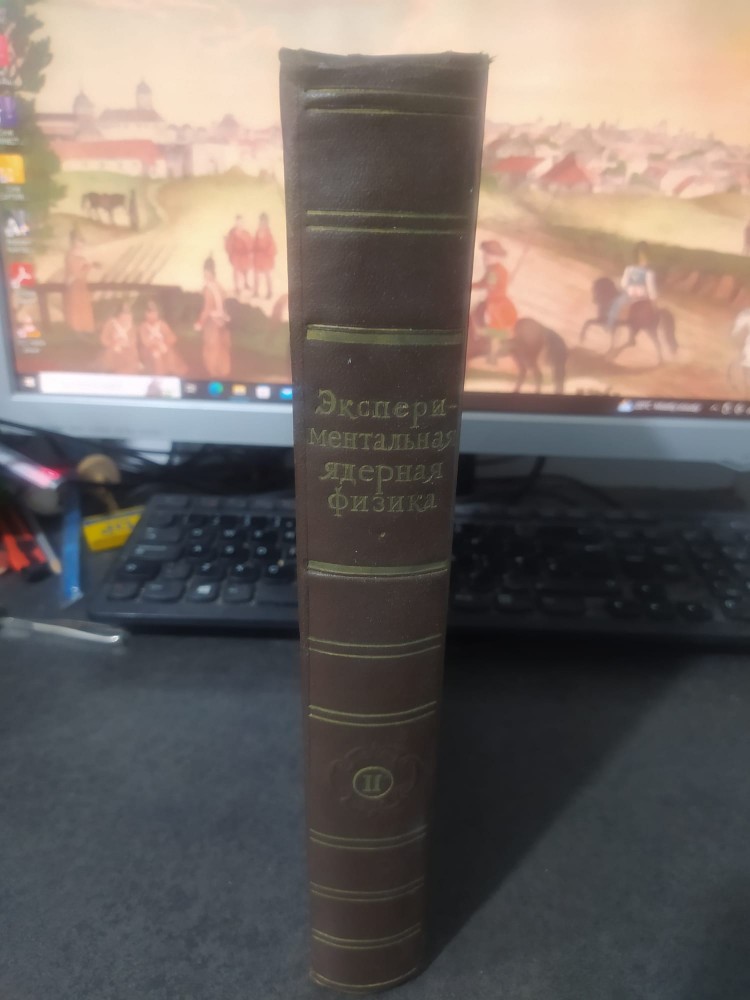 Экспери-
ментальная
ядерная
физика
II